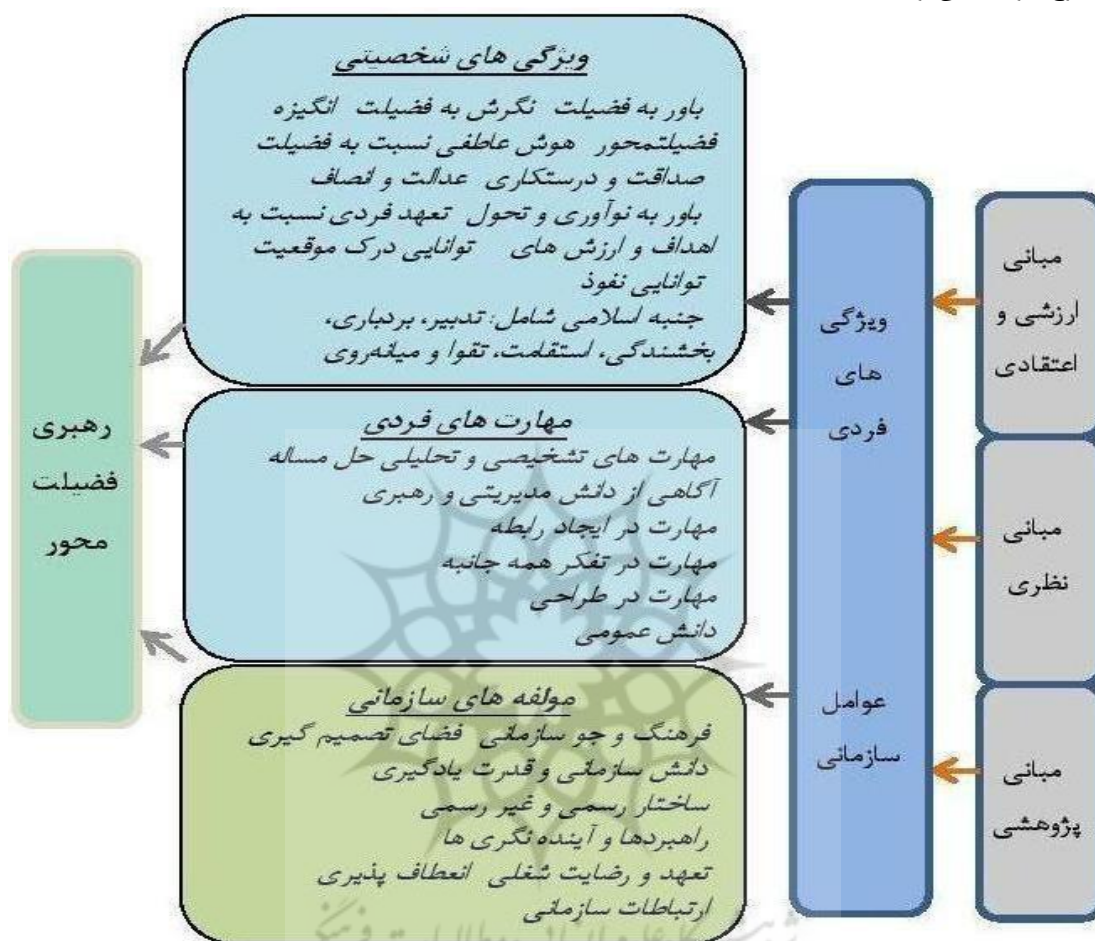 مبانی
ارزشی و
اعتقادی
مبانی
نظری
مبانی
پژوهشی
ویژگی
های
فردی
عوامل
سازمانی
ویژگی های شخصیتی
باور به فضیلت نگرش به فضیلت انگیزه
فضیلتمحور هوش عاطفی نسبت به فضیلت
صداقت و درستکاری عدالت و انصاف
باور به نوآوری و تحول تعهد فردی نسبت به
اهداف و ارزش های توانایی درک موقعیت
توانایی نفوذ
جنبه اسلامی شامل: تدبیر، بردباری،
بخشندگی، استقامت، تقوا و میانه‌روی
مهارت های فردی
مهارت های تشخیصی و تحلیلی حل مساله
آگاهی از دانش مدیریتی و رهبری
مهارت در ایجاد رابطه
مهارت در تفکر همه جانبه
مهارت در طراحی
دانش عمومی
مولفه های سازمانی
فرهنگ و جو سازمانی فضای تصمیم گیری
دانش سازمانی و قدرت یادگیری
ساختار رسمی و غیر رسمی
راهبردها و آینده نگری ها
تعهد و رضایت شغلی انعطاف پذیری
ارتباطات سازمانی
رهبری
فضیلت
محور